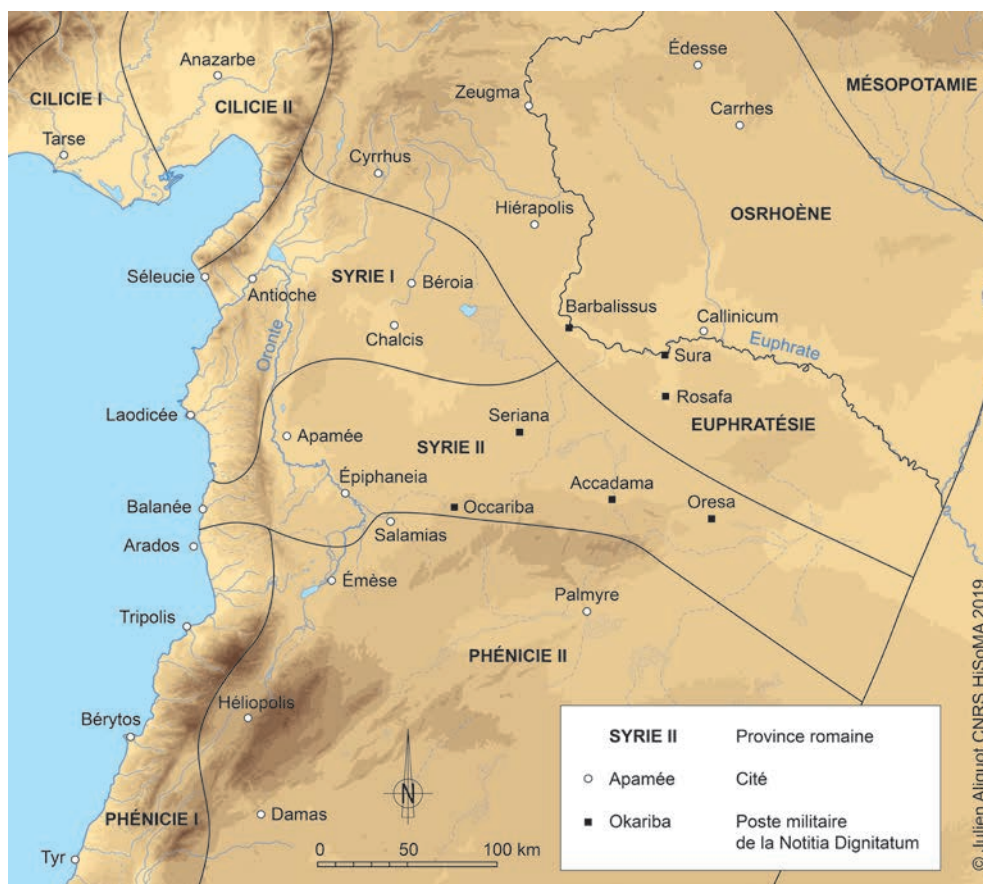 Anazarbe
Édesse
CILICIE I
CILICIE II
Zeugma
MÉSOPOTAMIE
Carrhes
Tarse
Cyrrhus
Hiérapolis
OSRHOÈNE
Séleucie
Antioche
SYRIE I
Béroia
Barbalissus
Callinicum
Chalcis
Oronte
Sura
Euphrate
Rosafa
Laodicée
Seriana
EUPHRATÉSIE
Apamée
SYRIE II
Épiphaneia
Accadama
Balanée
Occariba
Oresa
Salamias
Arados
Émèse
Palmyre
Tripolis
PHÉNICIE II
Héliopolis
Bérytos
SYRIE II Province romaine
Apamée Cité
Okariba Poste militaire
de la Notitia Dignitatum
N
PHÉNICIE I
Damas
Tyr
0 50 100 km
© Julien Aliquot CNRS HiSoMA 2019